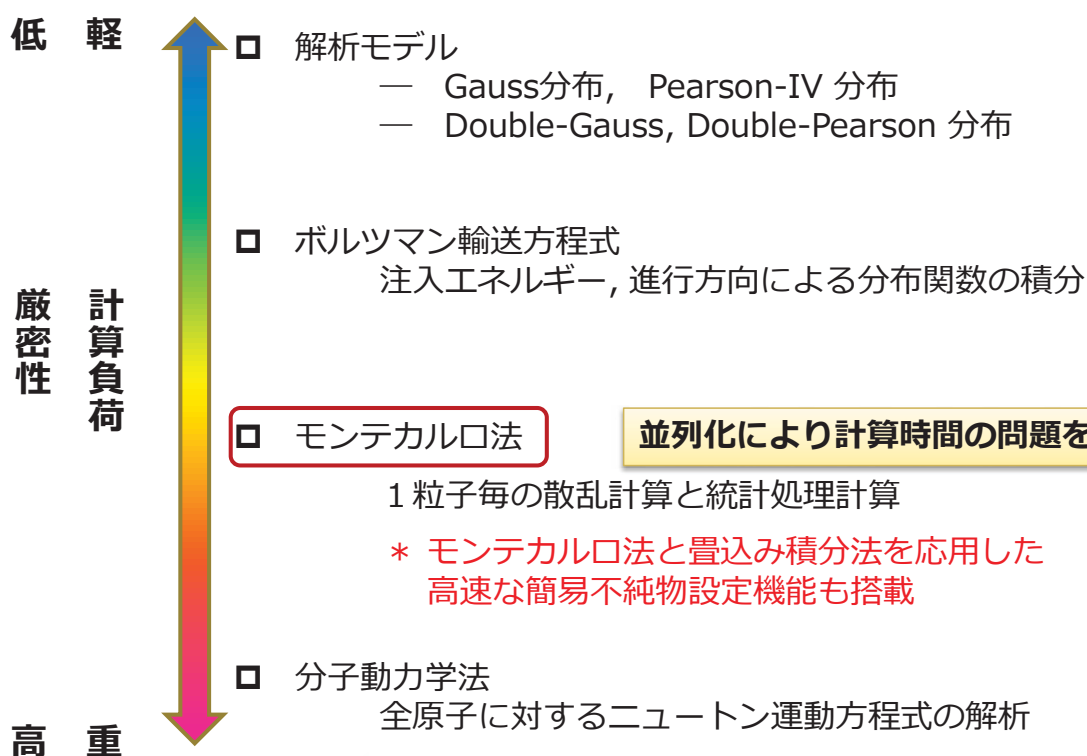 低 軽
□ 解析モデル
― Gauss分布, Pearson-IV 分布
― Double-Gauss, Double-Pearson 分布
□ ボルツマン輸送方程式
注入エネルギー, 進行方向による分布関数の積分
厳密性 計算負荷
□ モンテカルロ法
並列化により計算時間の問題を
1粒子毎の散乱計算と統計処理計算
* モンテカルロ法と畳込み積分法を応用した
高速な簡易不純物設定機能も搭載
□ 分子動力学法
全原子に対するニュートン運動方程式の解析
高 重